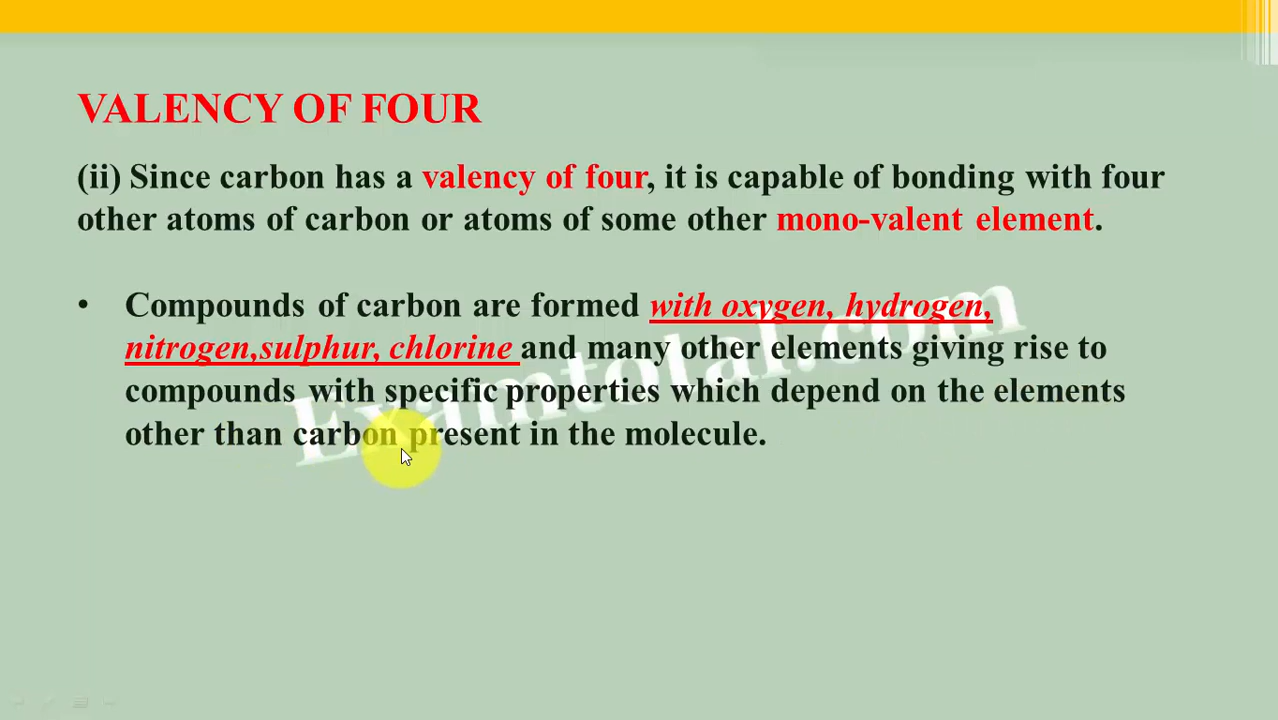 VALENCY OF FOUR
(ii) Since carbon has a valency of four, it is capable of bonding with four
other atoms of carbon or atoms of some other mono-valent element.
• Compounds of carbon are formed with oxygen, hydrogen,
nitrogen,sulphur, chlorine and many other elements giving rise to
compounds with specific properties which depend on the elements
other than carbon present in the molecule.
Examtolal.com